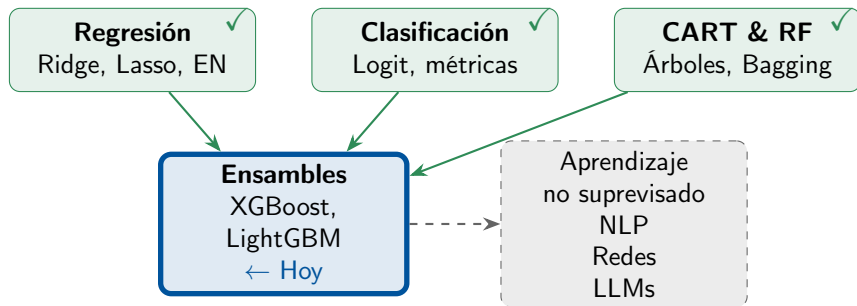 Regresión
Ridge, Lasso, EN
Clasificación
Logit, métricas
CART & RF
Árboles, Bagging
Ensambles
XGBoost,
LightGBM
← Hoy
Aprendizaje
no suprevisado
NLP
Redes
LLMs